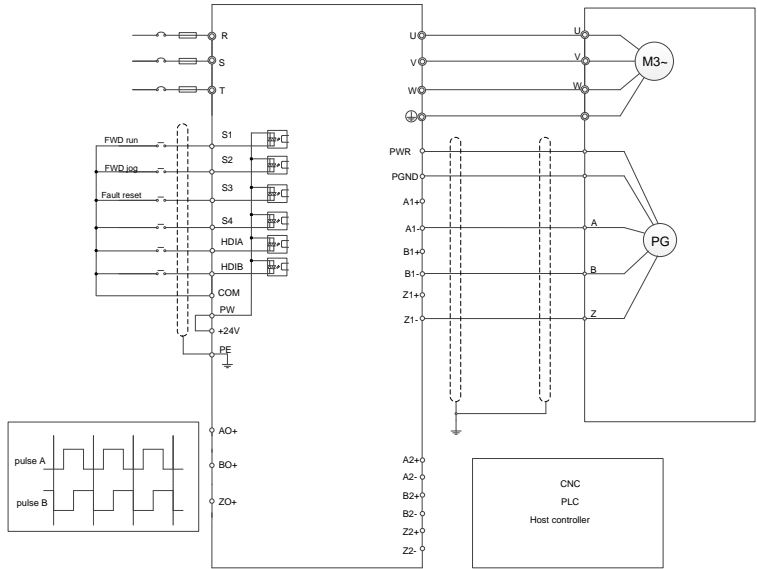 R
S
T
FWD run
FWD jog
Fault reset
S1
S2
S3
S4
HDIA
HDIB
COM
PW
+24V
PE
AO+
BO+
ZO+
pulse A
pulse B
U
V
W
PWR
PGND
A1+
A1-
B1+
B1-
Z1+
Z1-
A2+
A2-
B2+
B2-
Z2+
Z2-
U
V
W
M3~
A
B
Z
PG
CNC
PLC
Host controller